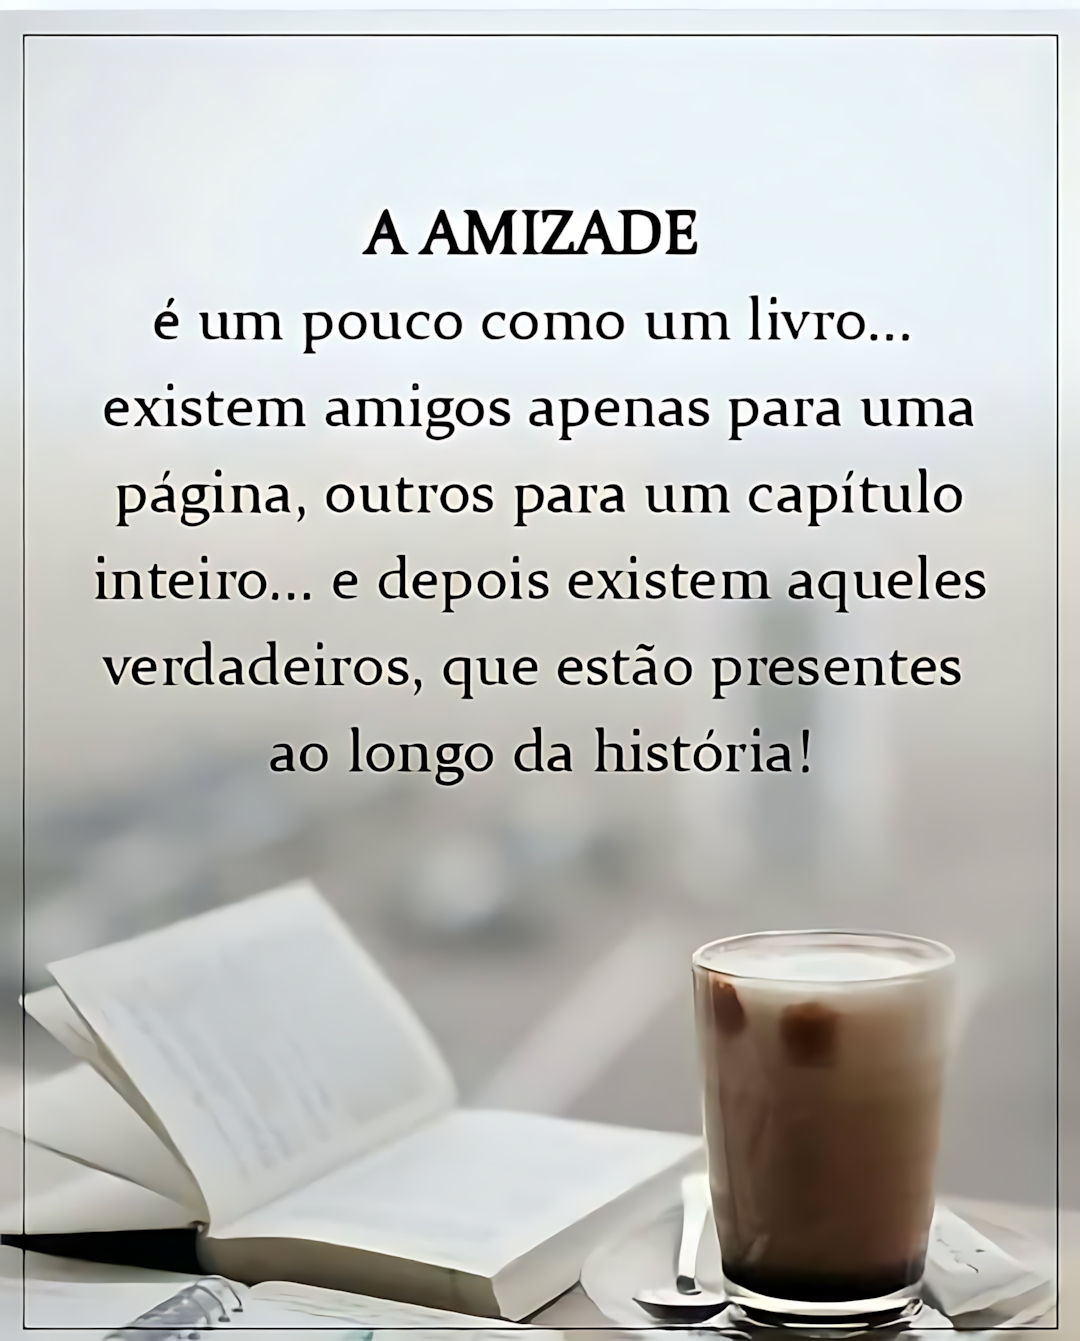 A AMIZADE
é um pouco como um livro...
existem amigos apenas para uma
página, outros para um capítulo
inteiro... e depois existem aqueles
verdadeiros, que estão presentes
ao longo da história!